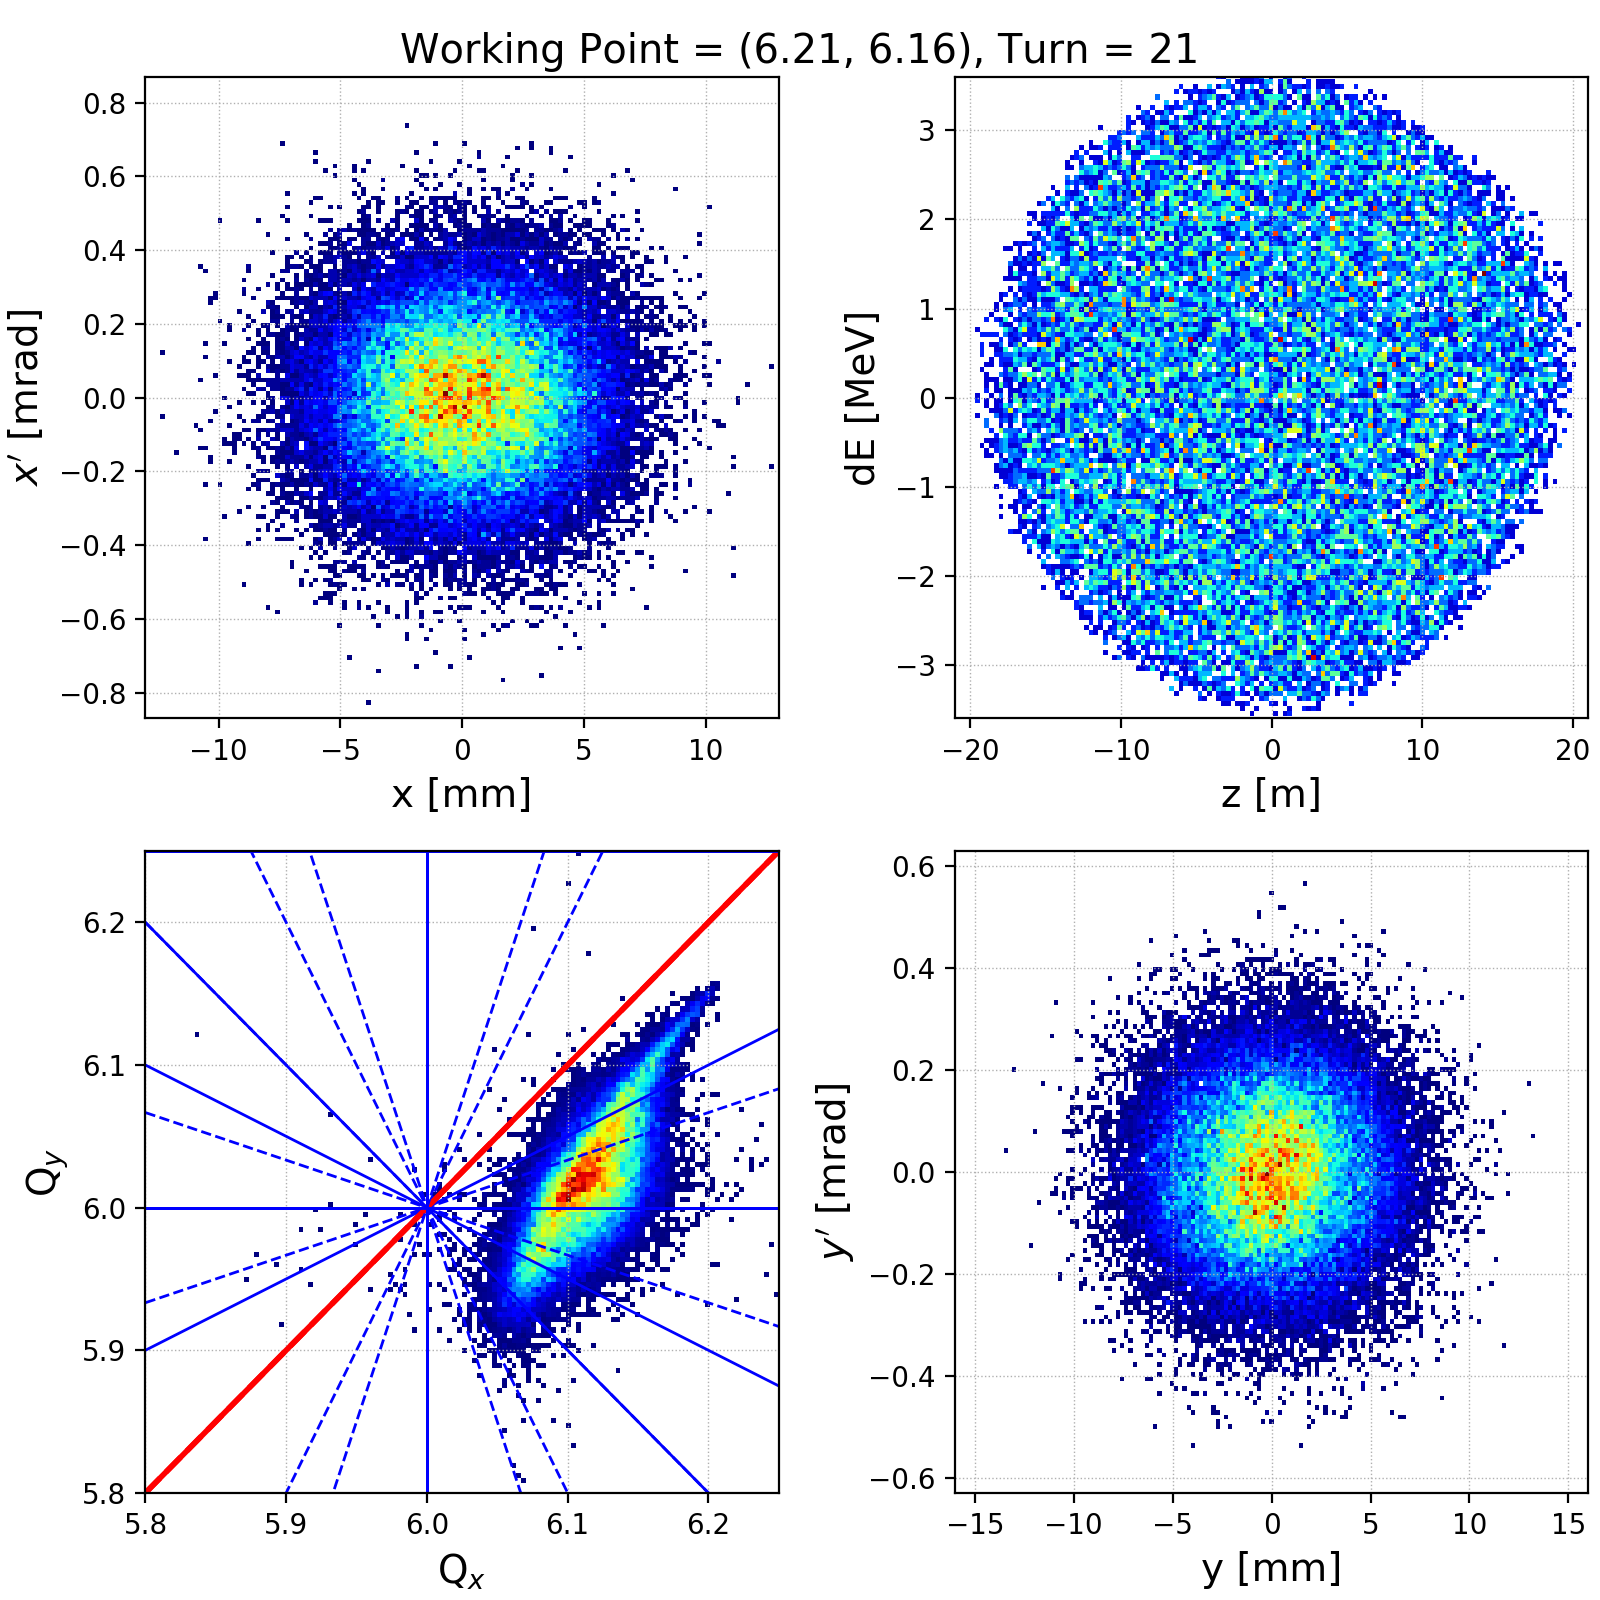 Working Point = (6.21, 6.16), Turn = 21
0.8
0.6
0.4
0.2
0.0
−0.2
−0.4
−0.6
−0.8
x′ [mrad]
−10 −5 0 5 10
x [mm]
3
2
1
0
−1
−2
−3
dE [MeV]
−20 −10 0 10 20
z [m]
6.2
6.1
6.0
5.9
5.8
Qy
5.8 5.9 6.0 6.1 6.2
Qx
0.6
0.4
0.2
0.0
−0.2
−0.4
−0.6
y′ [mrad]
−15 −10 −5 0 5 10 15
y [mm]